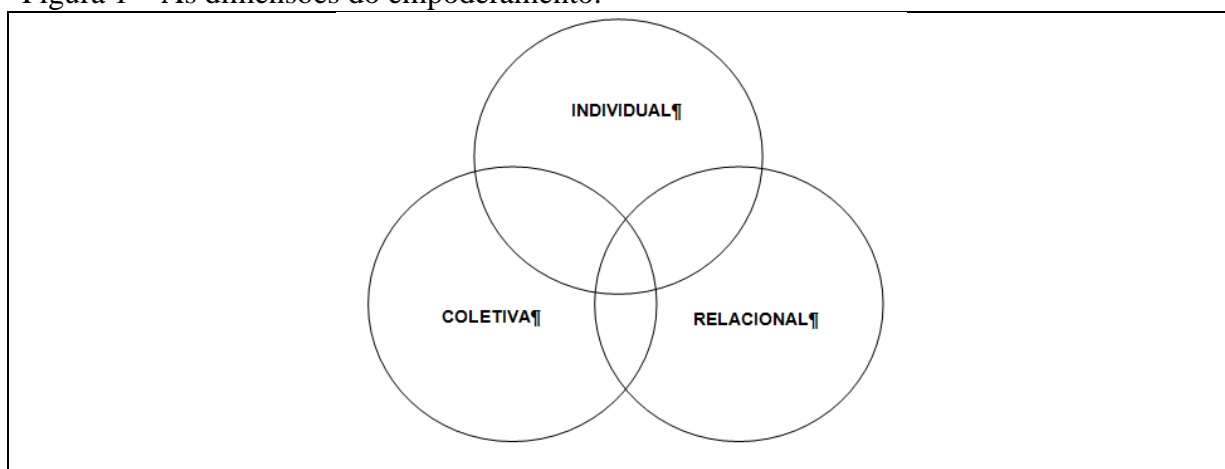 Figura 1 – As dimensões do empoderamento.
INDIVIDUAL¶
COLETIVA¶
RELACIONAL¶